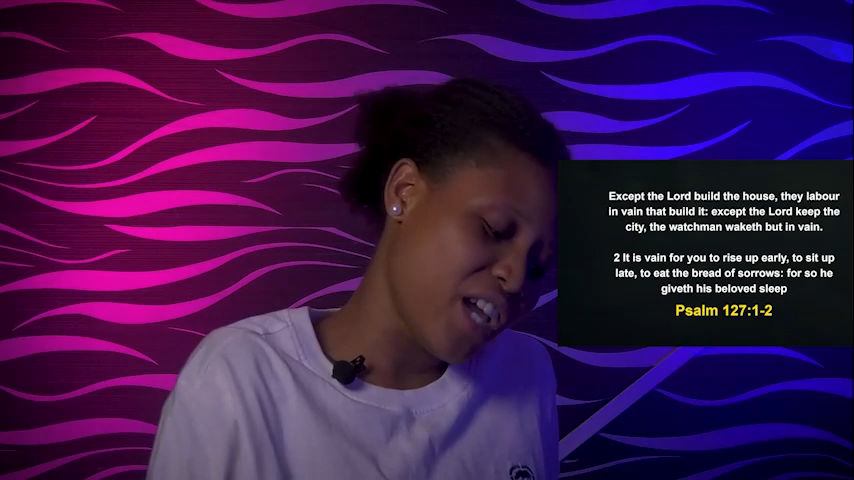 Except the Lord build the house, they labour
in vain that build it: except the Lord keep the
city, the watchman waketh but in vain.
2 It is vain for you to rise up early, to sit up
late, to eat the bread of sorrows: for so he
giveth his beloved sleep
Psalm 127:1-2